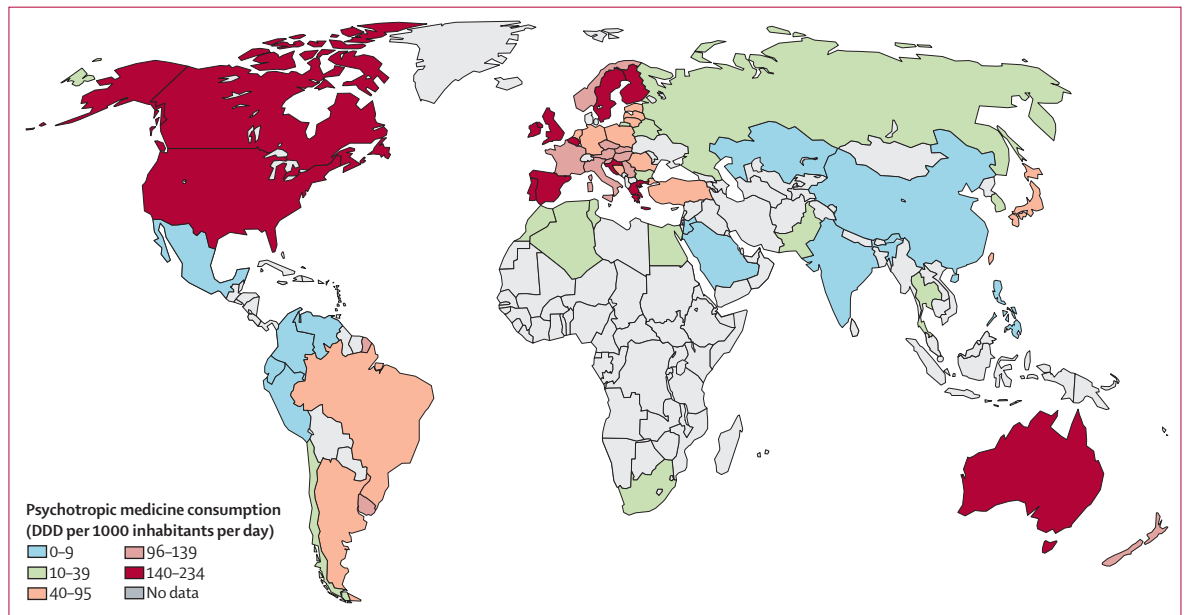 Psychotropic medicine consumption
(DDD per 1000 inhabitants per day)
0–9
96–139
10–39
140–234
40–95
No data